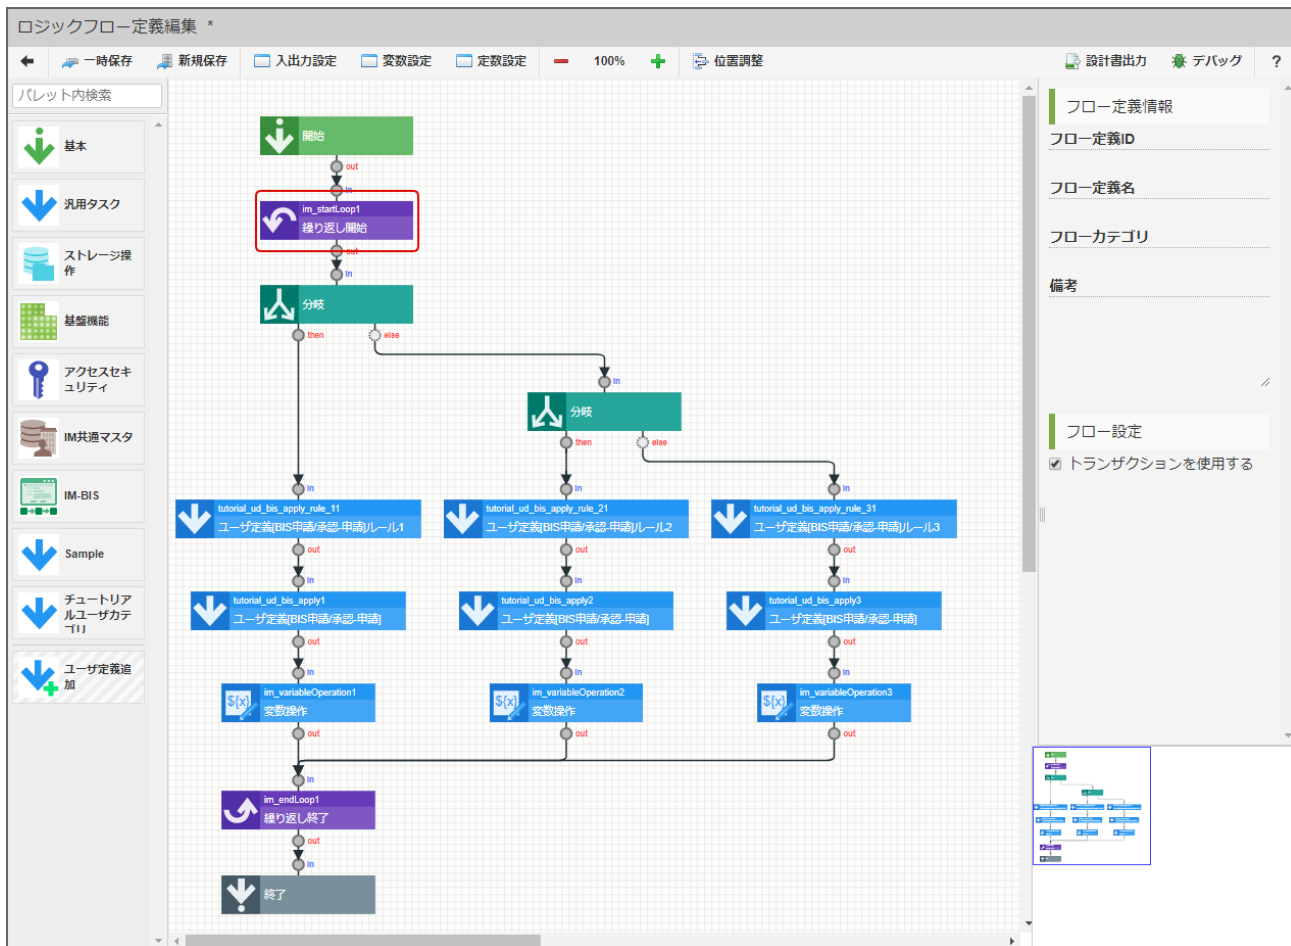 ロジックフロー定義編集 *
一時保存 新規保存 入出力設定 変数設定 定数設定 100% 位置調整 設計書出力 デバッグ ?
パレット内検索
基本
汎用タスク
ストレージ操
作
基盤機能
アクセスセキ
ュリティ
IM共通マスタ
IM-BIS
Sample
チュートリア
ルユーザカテ
ゴリ
ユーザ定義追
加
開始
out
in
im_startLoop1
繰り返し開始
out
in
分岐
then else
in
分岐
then else
in in in
tutorial_ud_bis_apply_rule_11 tutorial_ud_bis_apply_rule_21 tutorial_ud_bis_apply_rule_31
ユーザ定義[BIS申請/承認-申請]ルール1 ユーザ定義[BIS申請/承認-申請]ルール2 ユーザ定義[BIS申請/承認-申請]ルール3
out out out
in in in
tutorial_ud_bis_apply1 tutorial_ud_bis_apply2 tutorial_ud_bis_apply3
ユーザ定義[BIS申請/承認-申請] ユーザ定義[BIS申請/承認-申請] ユーザ定義[BIS申請/承認-申請]
out out out
in in in
im_variableOperation1 im_variableOperation2 im_variableOperation3
${x} 変数操作 ${x} 変数操作 ${x} 変数操作
out out out
in
im_endLoop1
繰り返し終了
out
in
終了
フロー定義情報
フロー定義ID
フロー定義名
フローカテゴリ
備考
フロー設定
トランザクションを使用する